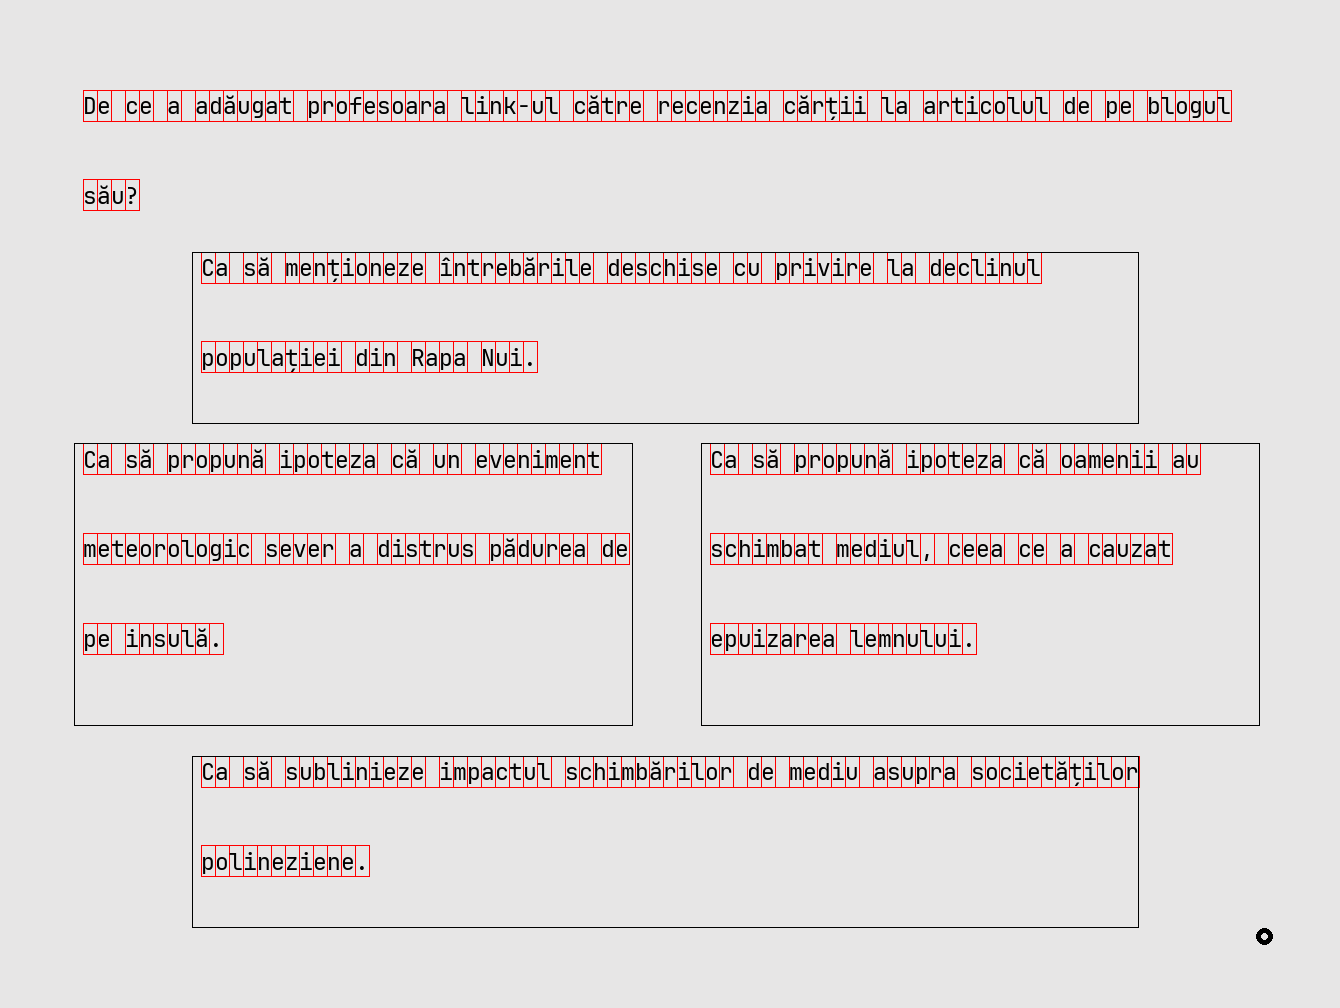 De ce a adăugat profesoara link-ul către recenzia cărții la articolul de pe blogul
său?
Ca să menționeze întrebările deschise cu privire la declinul
populației din Rapa Nui.
Ca să propună ipoteza că un eveniment
meteorologic sever a distrus pădurea de
pe insulă.
Ca să propună ipoteza că oamenii au
schimbat mediul, ceea ce a cauzat
epuizarea lemnului.
Ca să sublinieze impactul schimbărilor de mediu asupra societăților
polineziene.